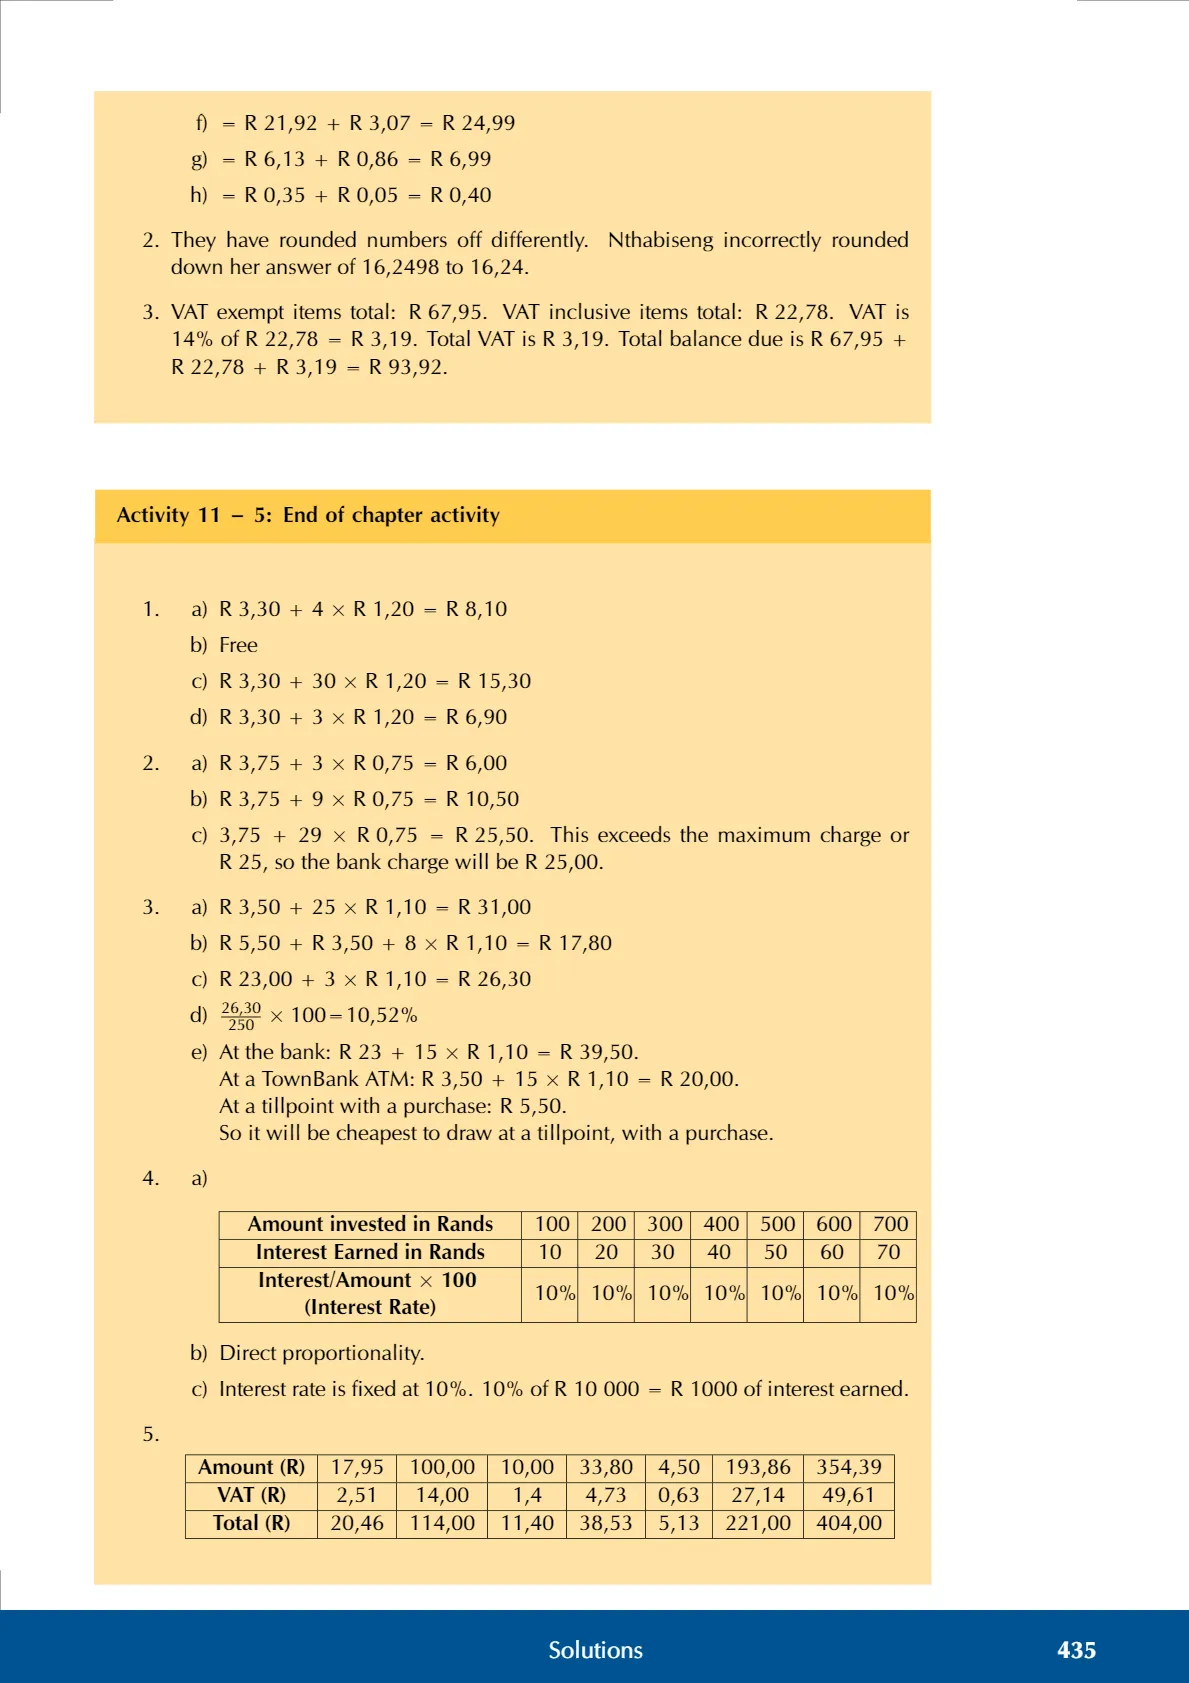 f) = R 21,92 + R 3,07 = R 24,99
g) = R 6,13 + R 0,86 = R 6,99
h) = R 0,35 + R 0,05 = R 0,40
2. They have rounded numbers off differently. Nthabiseng incorrectly rounded
down her answer of 16,2498 to 16,24.
3. VAT exempt items total: R 67,95. VAT inclusive items total: R 22,78. VAT is
14% of R 22,78 = R 3,19. Total VAT is R 3,19. Total balance due is R 67,95 +
R 22,78 + R 3,19 = R 93,92.
Activity 11 – 5: End of chapter activity
1. a) R 3,30 + 4 × R 1,20 = R 8,10
b) Free
c) R 3,30 + 30 × R 1,20 = R 15,30
d) R 3,30 + 3 × R 1,20 = R 6,90
2. a) R 3,75 + 3 × R 0,75 = R 6,00
b) R 3,75 + 9 × R 0,75 = R 10,50
c) 3,75 + 29 × R 0,75 = R 25,50. This exceeds the maximum charge or
R 25, so the bank charge will be R 25,00.
3. a) R 3,50 + 25 × R 1,10 = R 31,00
b) R 5,50 + R 3,50 + 8 × R 1,10 = R 17,80
c) R 23,00 + 3 × R 1,10 = R 26,30
d) 26,30/250 × 100=10,52%
e) At the bank: R 23 + 15 × R 1,10 = R 39,50.
At a TownBank ATM: R 3,50 + 15 × R 1,10 = R 20,00.
At a tillpoint with a purchase: R 5,50.
So it will be cheapest to draw at a tillpoint, with a purchase.
4. a)
Amount invested in Rands 100 200 300 400 500 600 700
Interest Earned in Rands 10 20 30 40 50 60 70
Interest/Amount × 100
(Interest Rate) 10% 10% 10% 10% 10% 10% 10%
b) Direct proportionality.
c) Interest rate is fixed at 10%. 10% of R 10 000 = R 1000 of interest earned.
5.
Amount (R) 17,95 100,00 10,00 33,80 4,50 193,86 354,39
VAT (R) 2,51 14,00 1,4 4,73 0,63 27,14 49,61
Total (R) 20,46 114,00 11,40 38,53 5,13 221,00 404,00
Solutions 435